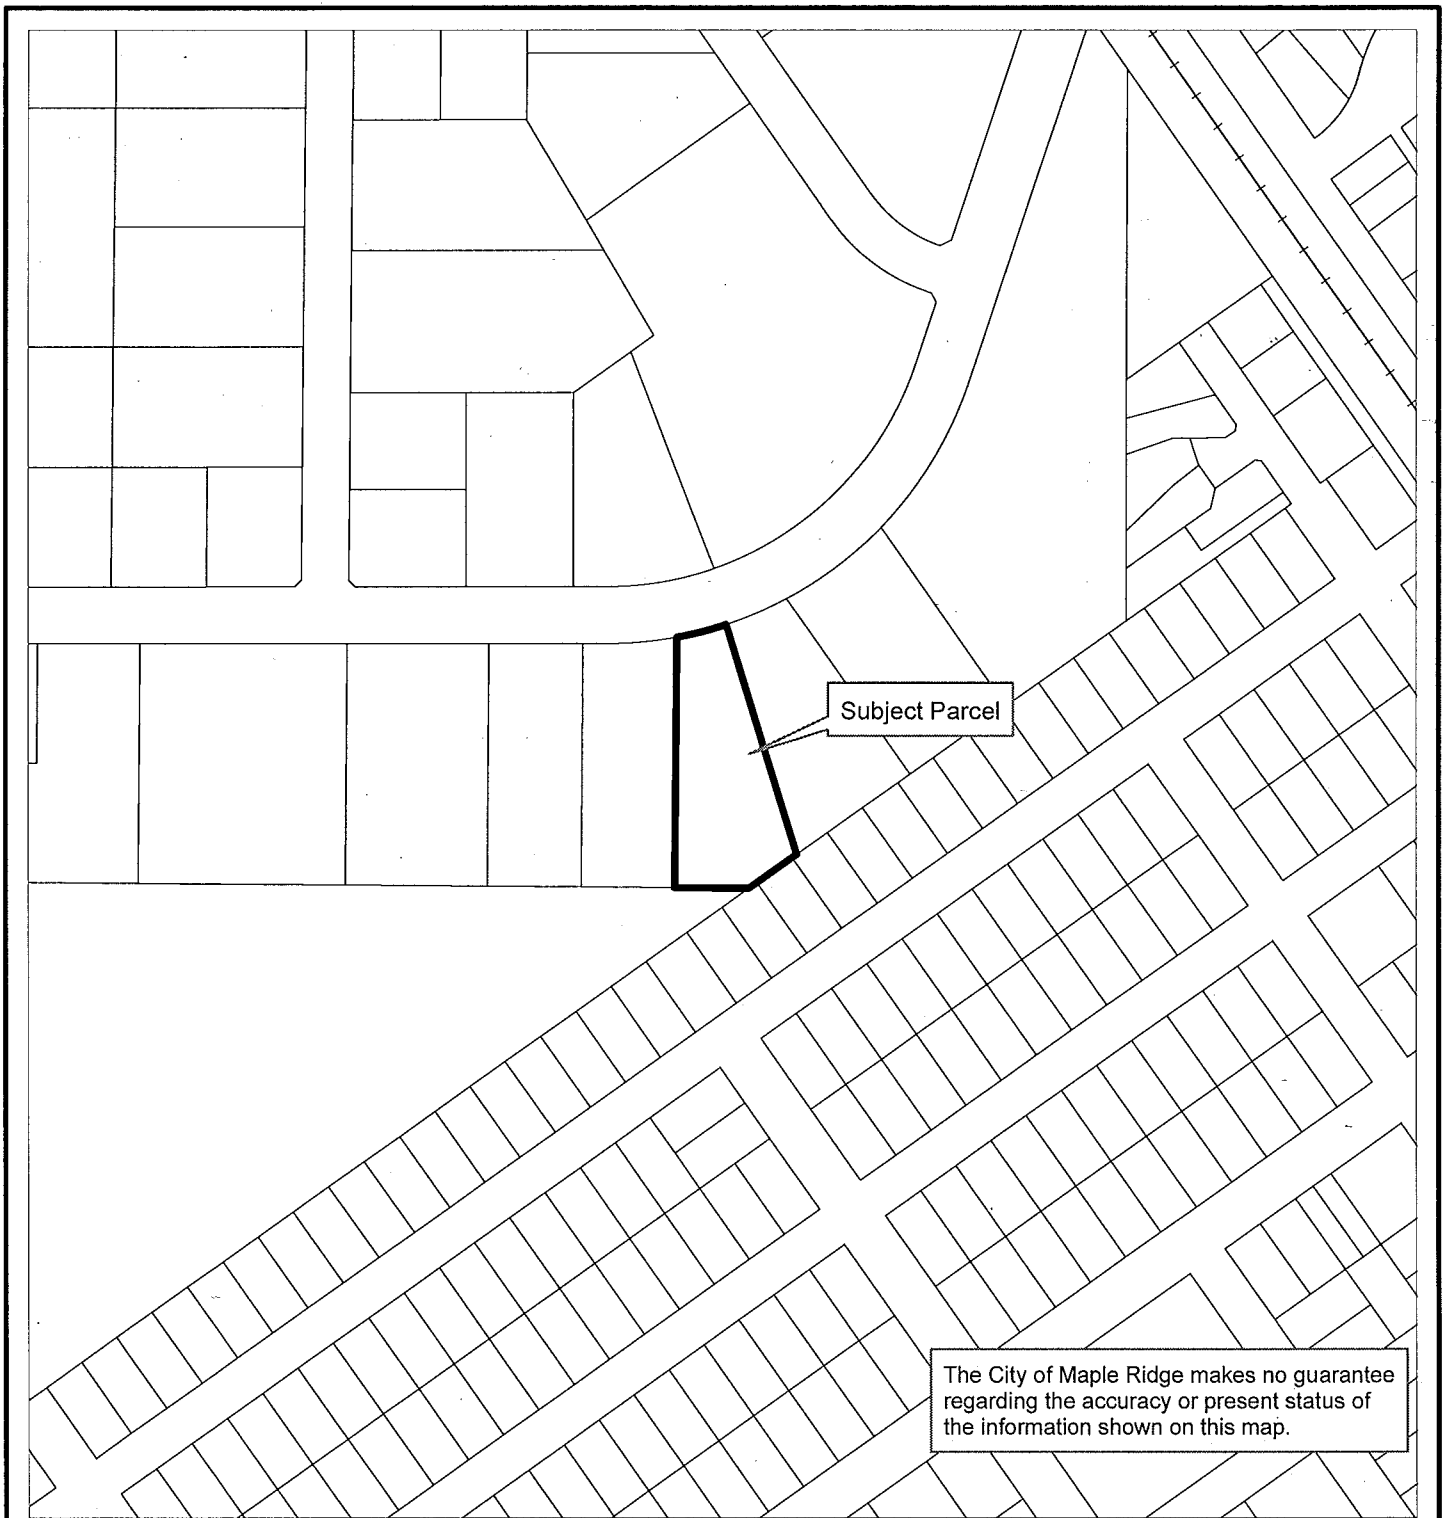 Subject Parcel
The City of Maple Ridge makes no guarantee
regarding the accuracy or present status of
the information shown on this map.